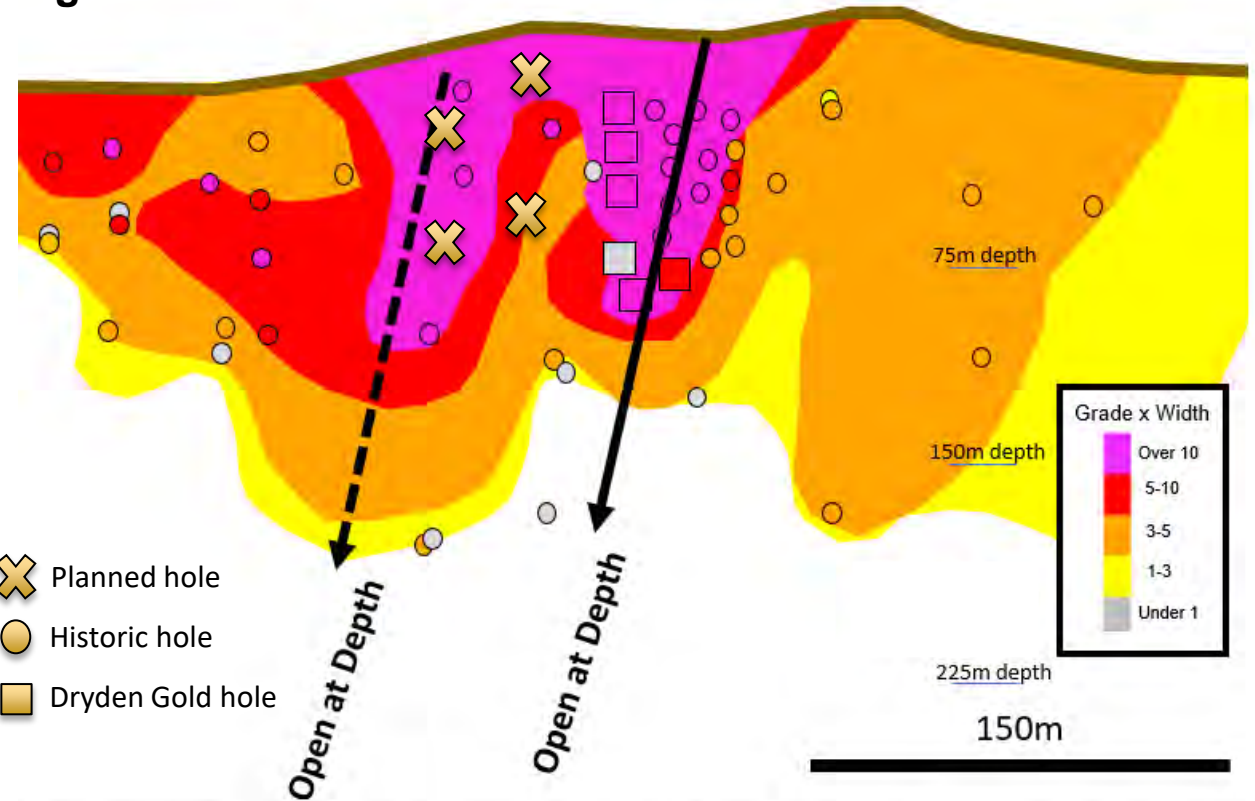 75m depth
Grade x Width
Over 10
150m depth
5-10
3-5
1-3
Under 1
Planned hole
Historic hole
Dryden Gold hole
Open at Depth
Open at Depth
225m depth
150m